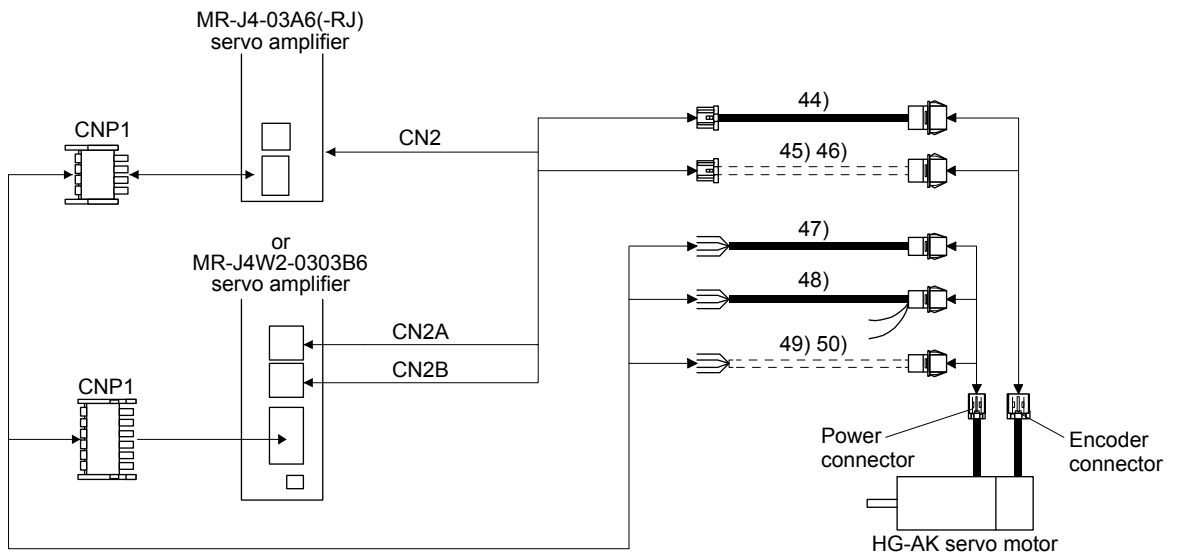 MR-J4-03A6(-RJ)
servo amplifier
CNP1
CN2
44)
45) 46)
or
MR-J4W2-0303B6
servo amplifier
47)
48)
CN2A
49) 50)
CN2B
CNP1
Power
connector
Encoder
connector
HG-AK servo motor